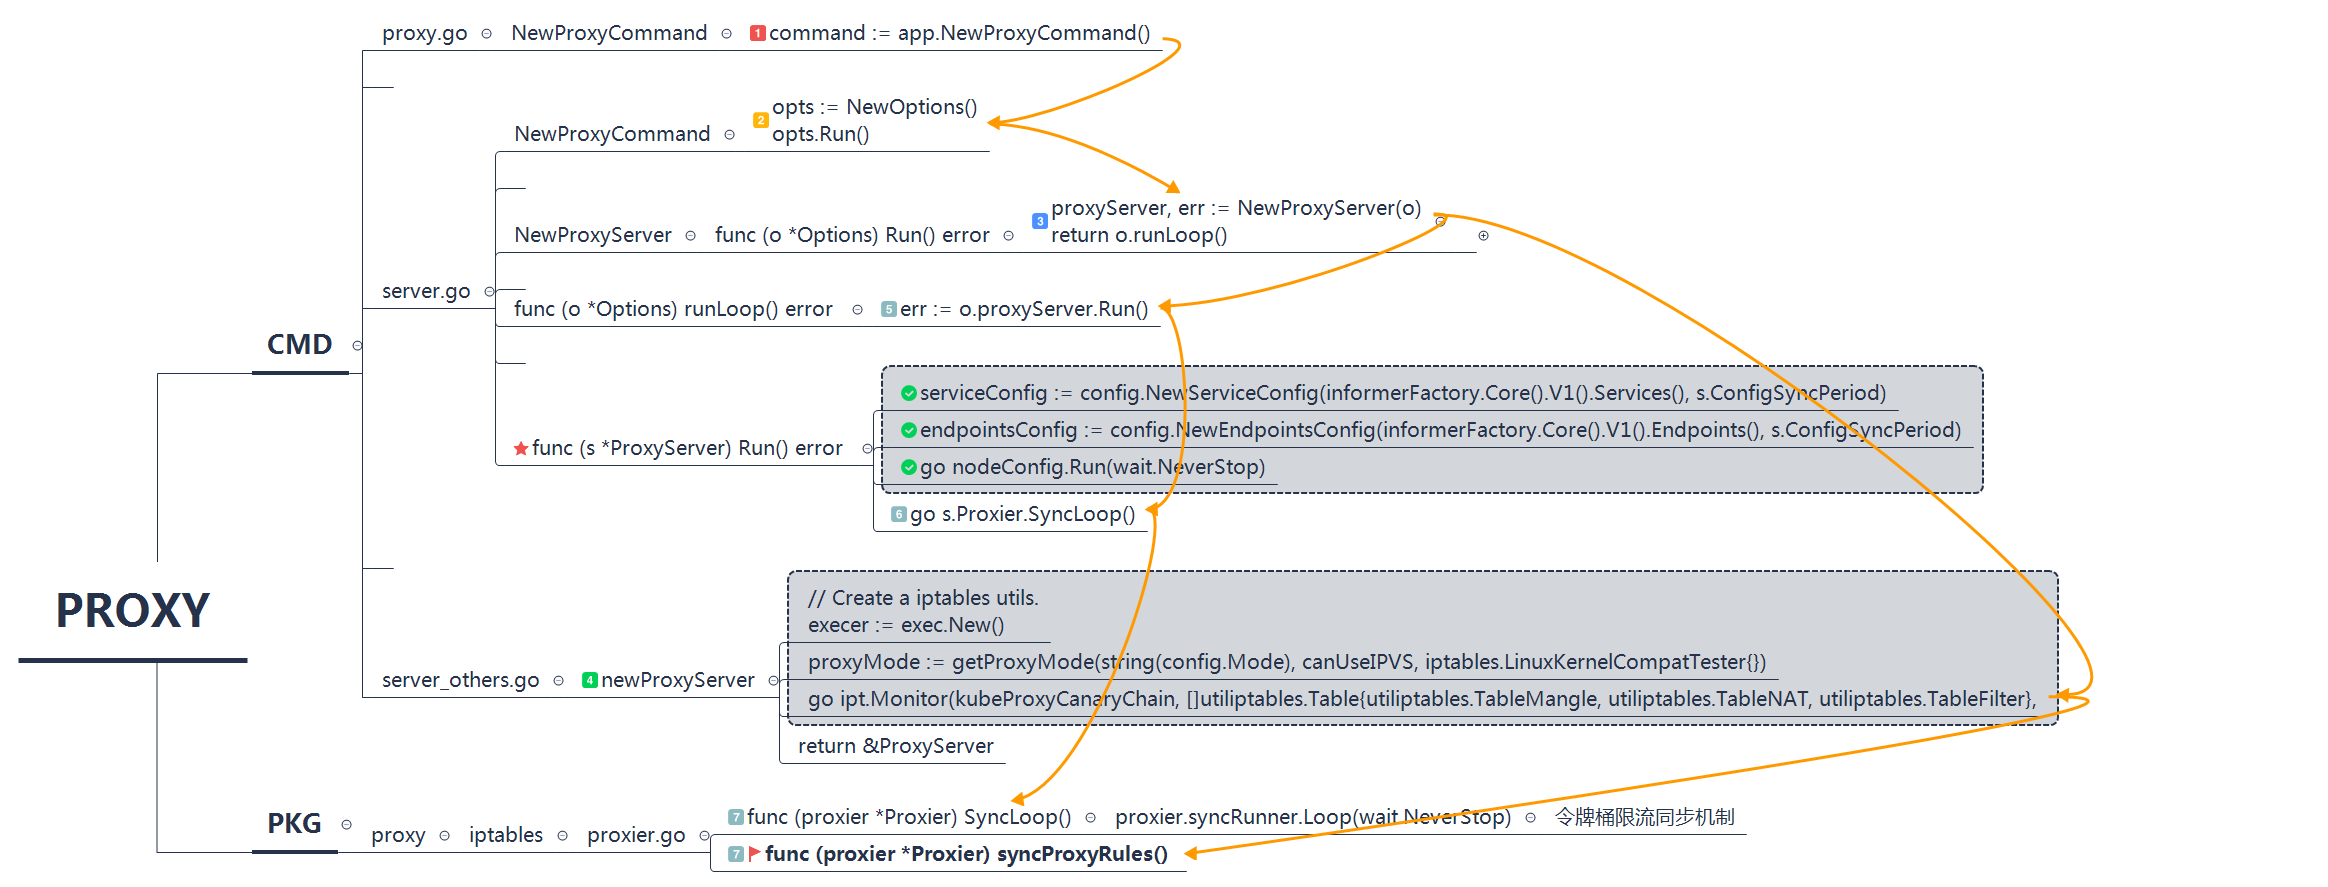 proxy.go
NewProxyCommand
1
command := app.NewProxyCommand()
NewProxyCommand
2
opts := NewOptions()
opts.Run()
NewProxyServer
func (o *Options) Run() error
3
proxyServer, err := NewProxyServer(o)
return o.runLoop()
server.go
func (o *Options) runLoop() error
5
err := o.proxyServer.Run()
CMD
func (s *ProxyServer) Run() error
serviceConfig := config.NewServiceConfig(informerFactory.Core().V1().Services(), s.ConfigSyncPeriod)
endpointsConfig := config.NewEndpointsConfig(informerFactory.Core().V1().Endpoints(), s.ConfigSyncPeriod)
go nodeConfig.Run(wait.NeverStop)
6
go s.Proxier.SyncLoop()
PROXY
server_others.go
4
newProxyServer
// Create a iptables utils.
execer := exec.New()
proxyMode := getProxyMode(string(config.Mode), canUseIPVS, iptables.LinuxKernelCompatTester{})
go ipt.Monitor(kubeProxyCanaryChain, []utiliptables.Table{utiliptables.TableMangle, utiliptables.TableNAT, utiliptables.TableFilter},
return &ProxyServer
PKG
proxy
iptables
proxier.go
7
func (proxier *Proxier) SyncLoop()
proxier.syncRunner.Loop(wait.NeverStop)
令牌桶限流同步机制
7
func (proxier *Proxier) syncProxyRules()